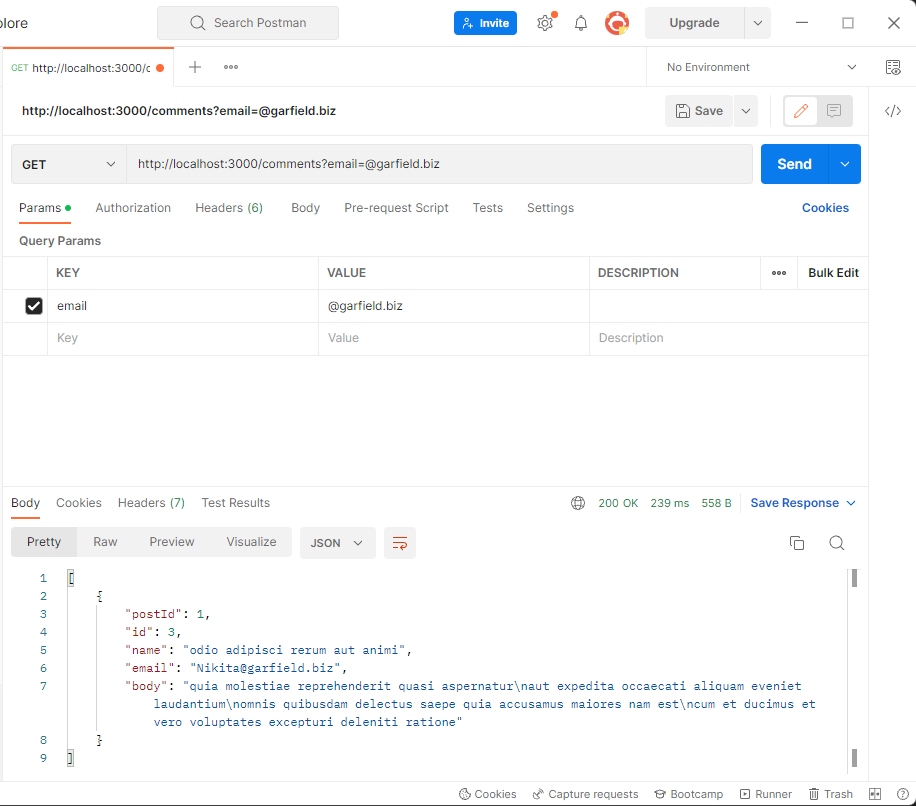 plore
Search Postman
Invite
Upgrade
GET http://localhost:3000/c
No Environment
http://localhost:3000/comments?email=@garfield.biz
Save
GET
http://localhost:3000/comments?email=@garfield.biz
Send
Params
Authorization
Headers (6)
Body
Pre-request Script
Tests
Settings
Cookies
Query Params
KEY
VALUE
DESCRIPTION
Bulk Edit
email
@garfield.biz
Key
Value
Description
Body
Cookies
Headers (7)
Test Results
200 OK
239 ms
558 B
Save Response
Pretty
Raw
Preview
Visualize
JSON
1 [
2 {
3 "postId": 1,
4 "id": 3,
5 "name": "odio adipisci rerum aut animi",
6 "email": "Nikita@garfield.biz",
7 "body": "quia molestiae reprehenderit quasi aspernatur\naut expedita occaecati aliquam eveniet
laudantium\nomnis quibusdam delectus saepe quia accusamus maiores nam est\ncum et ducimus et
vero voluptates excepturi deleniti ratione"
8 }
9 ]
Cookies
Capture requests
Bootcamp
Runner
Trash